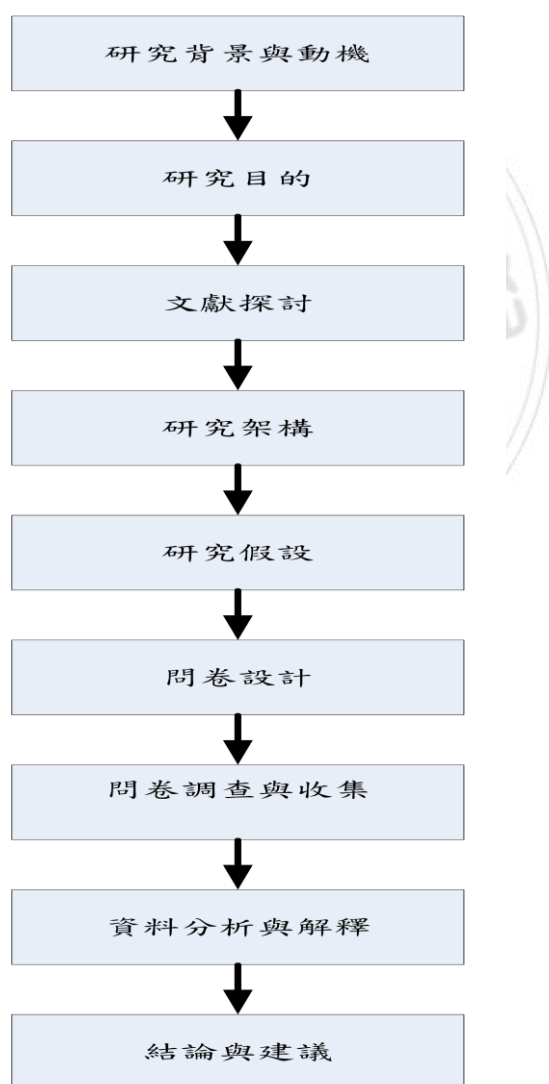 研究背景與動機
研究目的
文獻探討
研究架構
研究假設
問卷設計
問卷調查與收集
資料分析與解釋
結論與建議